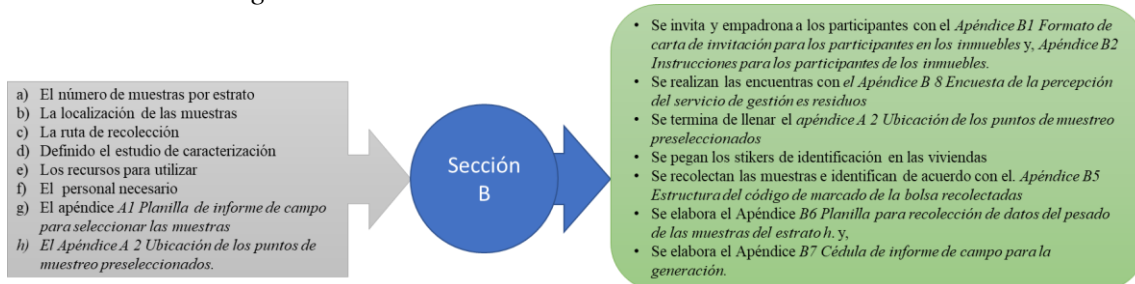 a) El número de muestras por estrato
b) La localización de las muestras
c) La ruta de recolección
d) Definido el estudio de caracterización
e) Los recursos para utilizar
f) El personal necesario
g) El apéndice A1 Planilla de informe de campo
para seleccionar las muestras
h) El Apéndice A 2 Ubicación de los puntos de
muestreo preseleccionados.
Sección
B
• Se invita y empadrona a los participantes con el Apéndice B1 Formato de
carta de invitación para los participantes en los inmuebles y, Apéndice B2
Instrucciones para los participantes de los inmuebles.
• Se realizan las encuentras con el Apéndice B 8 Encuesta de la percepción
del servicio de gestión es residuos
• Se termina de llenar el apéndice A 2 Ubicación de los puntos de muestreo
preseleccionados
• Se pegan los stikers de identificación en las viviendas
• Se recolectan las muestras e identifican de acuerdo con el. Apéndice B5
Estructura del código de marcado de la bolsa recolectadas
• Se elabora el Apéndice B6 Planilla para recolección de datos del pesado
de las muestras del estrato h. y,
• Se elabora el Apéndice B7 Cédula de informe de campo para la
generación.